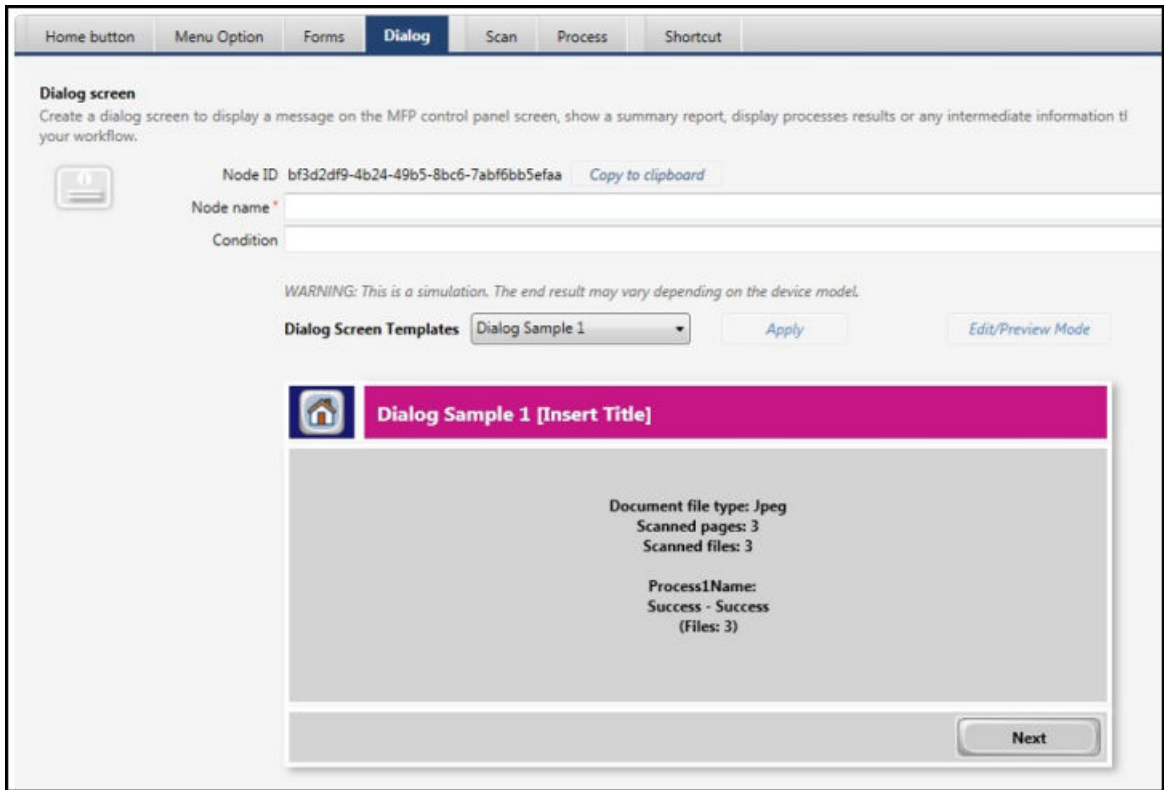 Home button Menu Option Forms Dialog Scan Process Shortcut
Dialog screen
Create a dialog screen to display a message on the MFP control panel screen, show a summary report, display processes results or any intermediate information tl
your workflow.
Node ID bf3d2df9-4b24-49b5-8bc6-7abf6bb5efaa Copy to clipboard
Node name *
Condition
WARNING: This is a simulation. The end result may vary depending on the device model.
Dialog Screen Templates Dialog Sample 1 Apply Edit/Preview Mode
Dialog Sample 1 [Insert Title]
Document file type: Jpeg
Scanned pages: 3
Scanned files: 3
Process1Name:
Success - Success
(Files: 3)
Next